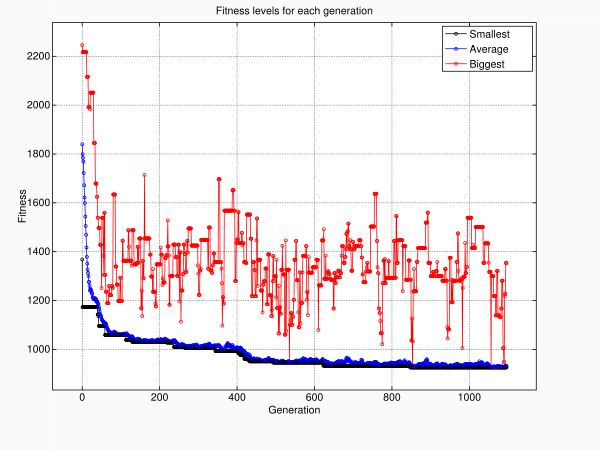 Fitness levels for each generation
Smallest
Average
Biggest
2200
2000
1800
1600
1400
1200
1000
Fitness
0
200
400
600
800
1000
Generation